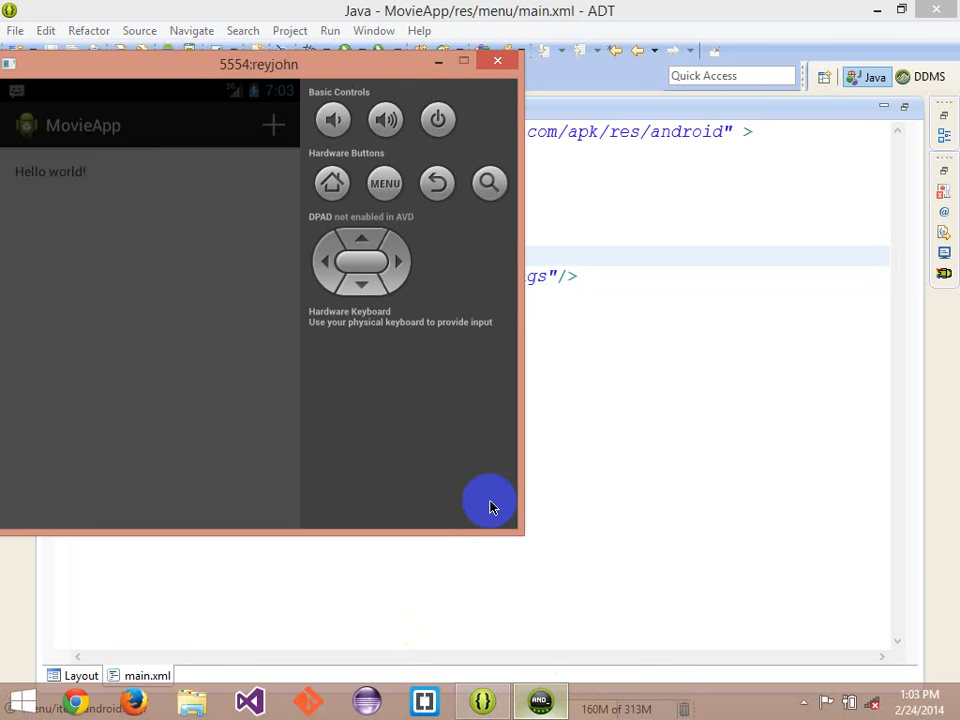 Java - MovieApp/res/menu/main.xml - ADT
File Edit Refactor Source Navigate Search Project Run Window Help
5554:reyjohn
Quick Access
Java
DDMS
3G 7:03
MovieApp
Hello world!
Basic Controls
Hardware Buttons
MENU
DPAD not enabled in AVD
Hardware Keyboard
Use your physical keyboard to provide input
com/apk/res/android" >
gs"/>
Layout
main.xml
160M of 313M
1:03 PM
2/24/2014